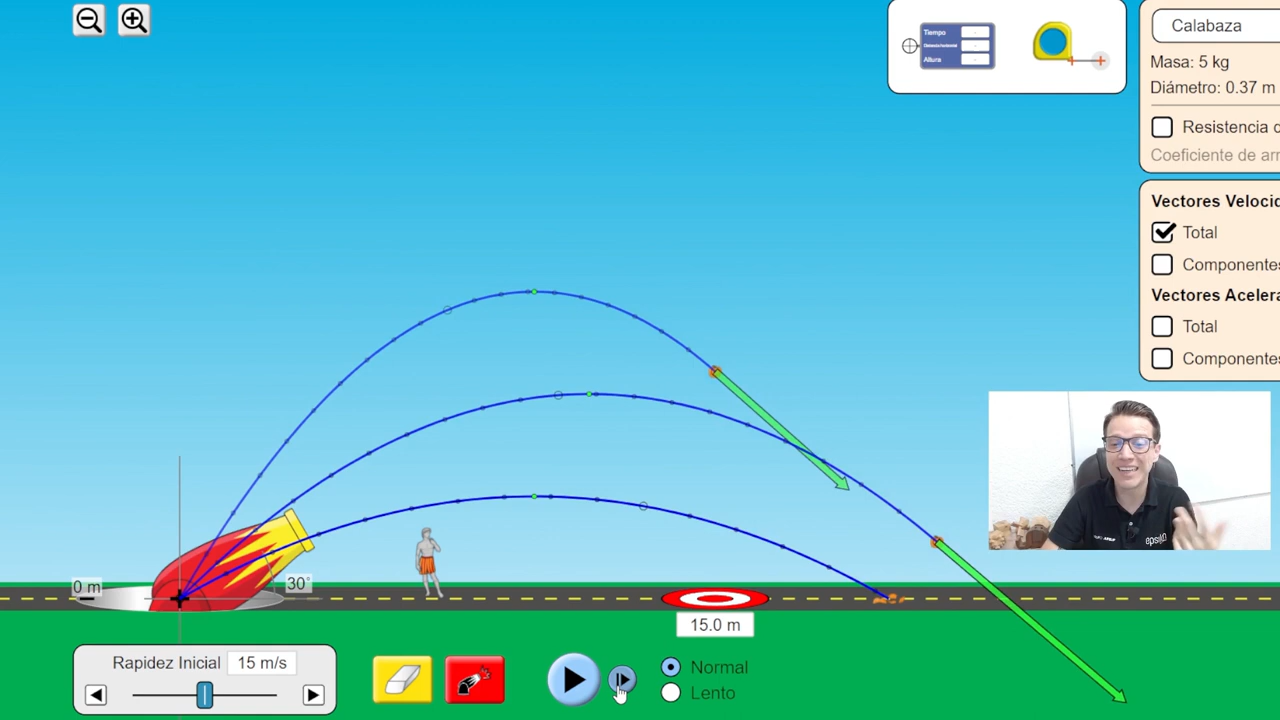 Tiempo
Altura
Calabaza
Masa: 5 kg
Diámetro: 0.37 m
Resistencia d
Coeficiente de arr
Vectores Velocid
Total
Componentes
Vectores Acelera
Total
Componentes
epsilon
0 m
30°
15.0 m
Rapidez Inicial 15 m/s
Normal
Lento